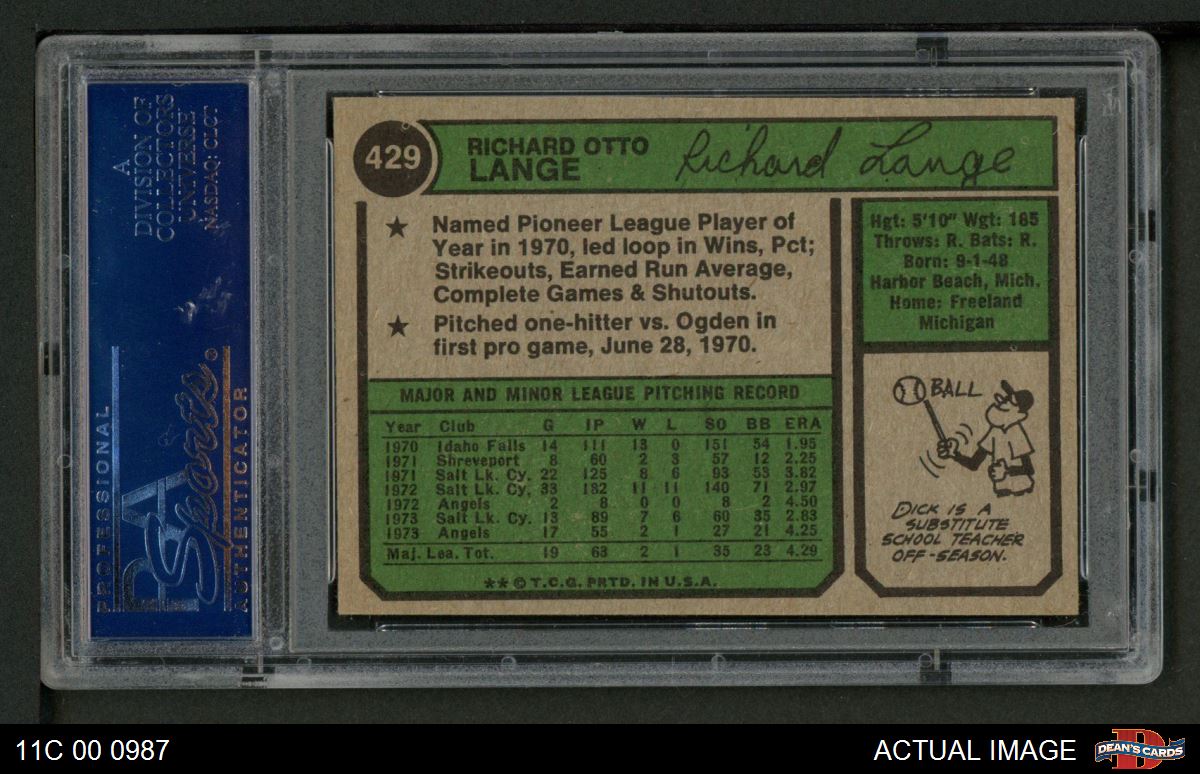 A
DIVISION OF
COLLECTORS
UNIVERSE
NASDAQ: CLCT
PROFESSIONAL
PSA
Sports®
AUTHENTICATOR
429
RICHARD OTTO
LANGE
Richard Lange
★ Named Pioneer League Player of
Year in 1970, led loop in Wins, Pct;
Strikeouts, Earned Run Average,
Complete Games & Shutouts.
★ Pitched one-hitter vs. Ogden in
first pro game, June 28, 1970.
Hgt: 5'10" Wgt: 185
Throws: R. Bats: R.
Born: 9-1-48
Harbor Beach, Mich.
Home: Freeland
Michigan
MAJOR AND MINOR LEAGUE PITCHING RECORD
Year Club G IP W L SO BB ERA
1970 Idaho Falls 14 111 13 0 151 54 1.95
1971 Shreveport 8 60 2 3 57 12 2.25
1971 Salt Lk. Cy. 22 125 8 6 93 53 3.82
1972 Salt Lk. Cy. 33 182 11 11 140 71 2.97
1972 Angels 2 8 0 0 8 2 4.50
1973 Salt Lk. Cy. 13 89 7 6 60 35 2.83
1973 Angels 17 55 2 1 27 21 4.25
Maj. Lea. Tot. 19 63 2 1 35 23 4.29
** © T.C.G. PRTD. IN U.S.A.
BALL
DICK IS A
SUBSTITUTE
SCHOOL TEACHER
OFF-SEASON.
11C 00 0987
ACTUAL IMAGE
DEAN'S CARDS